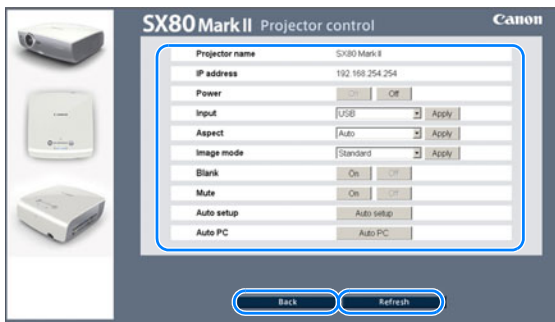 SX80 Mark II Projector control Canon
Projector name SX80 Mark II
IP address 192.168.254.254
Power On Off
Input USB Apply
Aspect Auto Apply
Image mode Standard Apply
Blank On Off
Mute On Off
Auto setup Auto setup
Auto PC Auto PC
Back Refresh